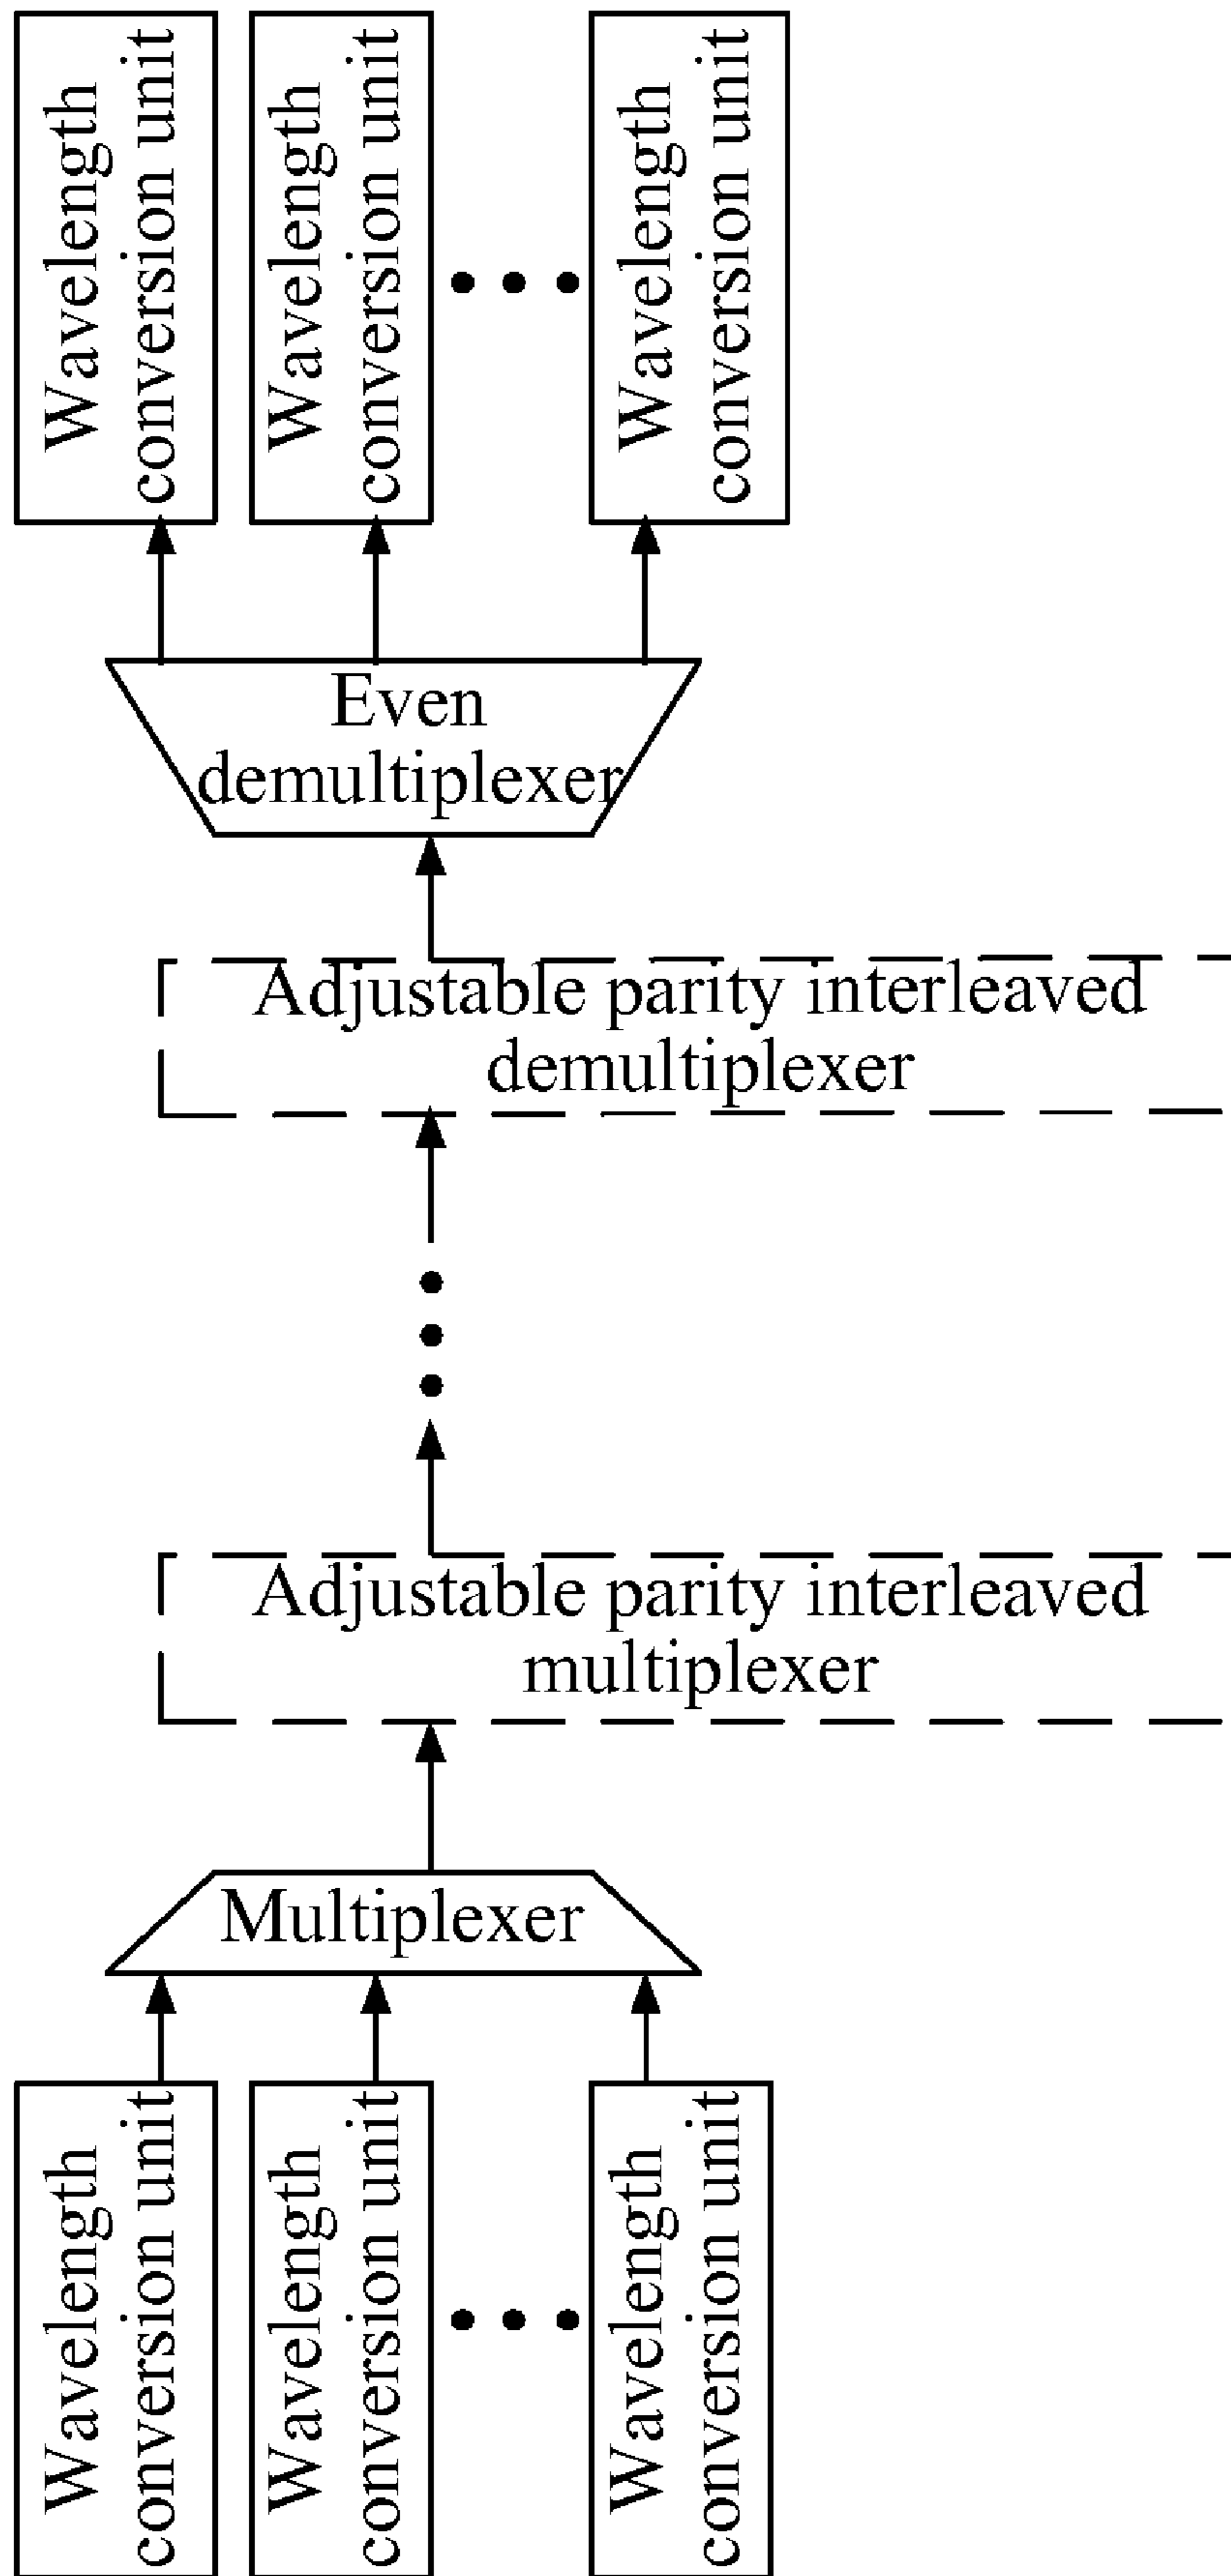 Wavelength
conversion unit
Wavelength
conversion unit
Wavelength
conversion unit
Even
demultiplexer
Adjustable parity interleaved
demultiplexer
Adjustable parity interleaved
multiplexer
Multiplexer
Wavelength
conversion unit
Wavelength
conversion unit
Wavelength
conversion unit